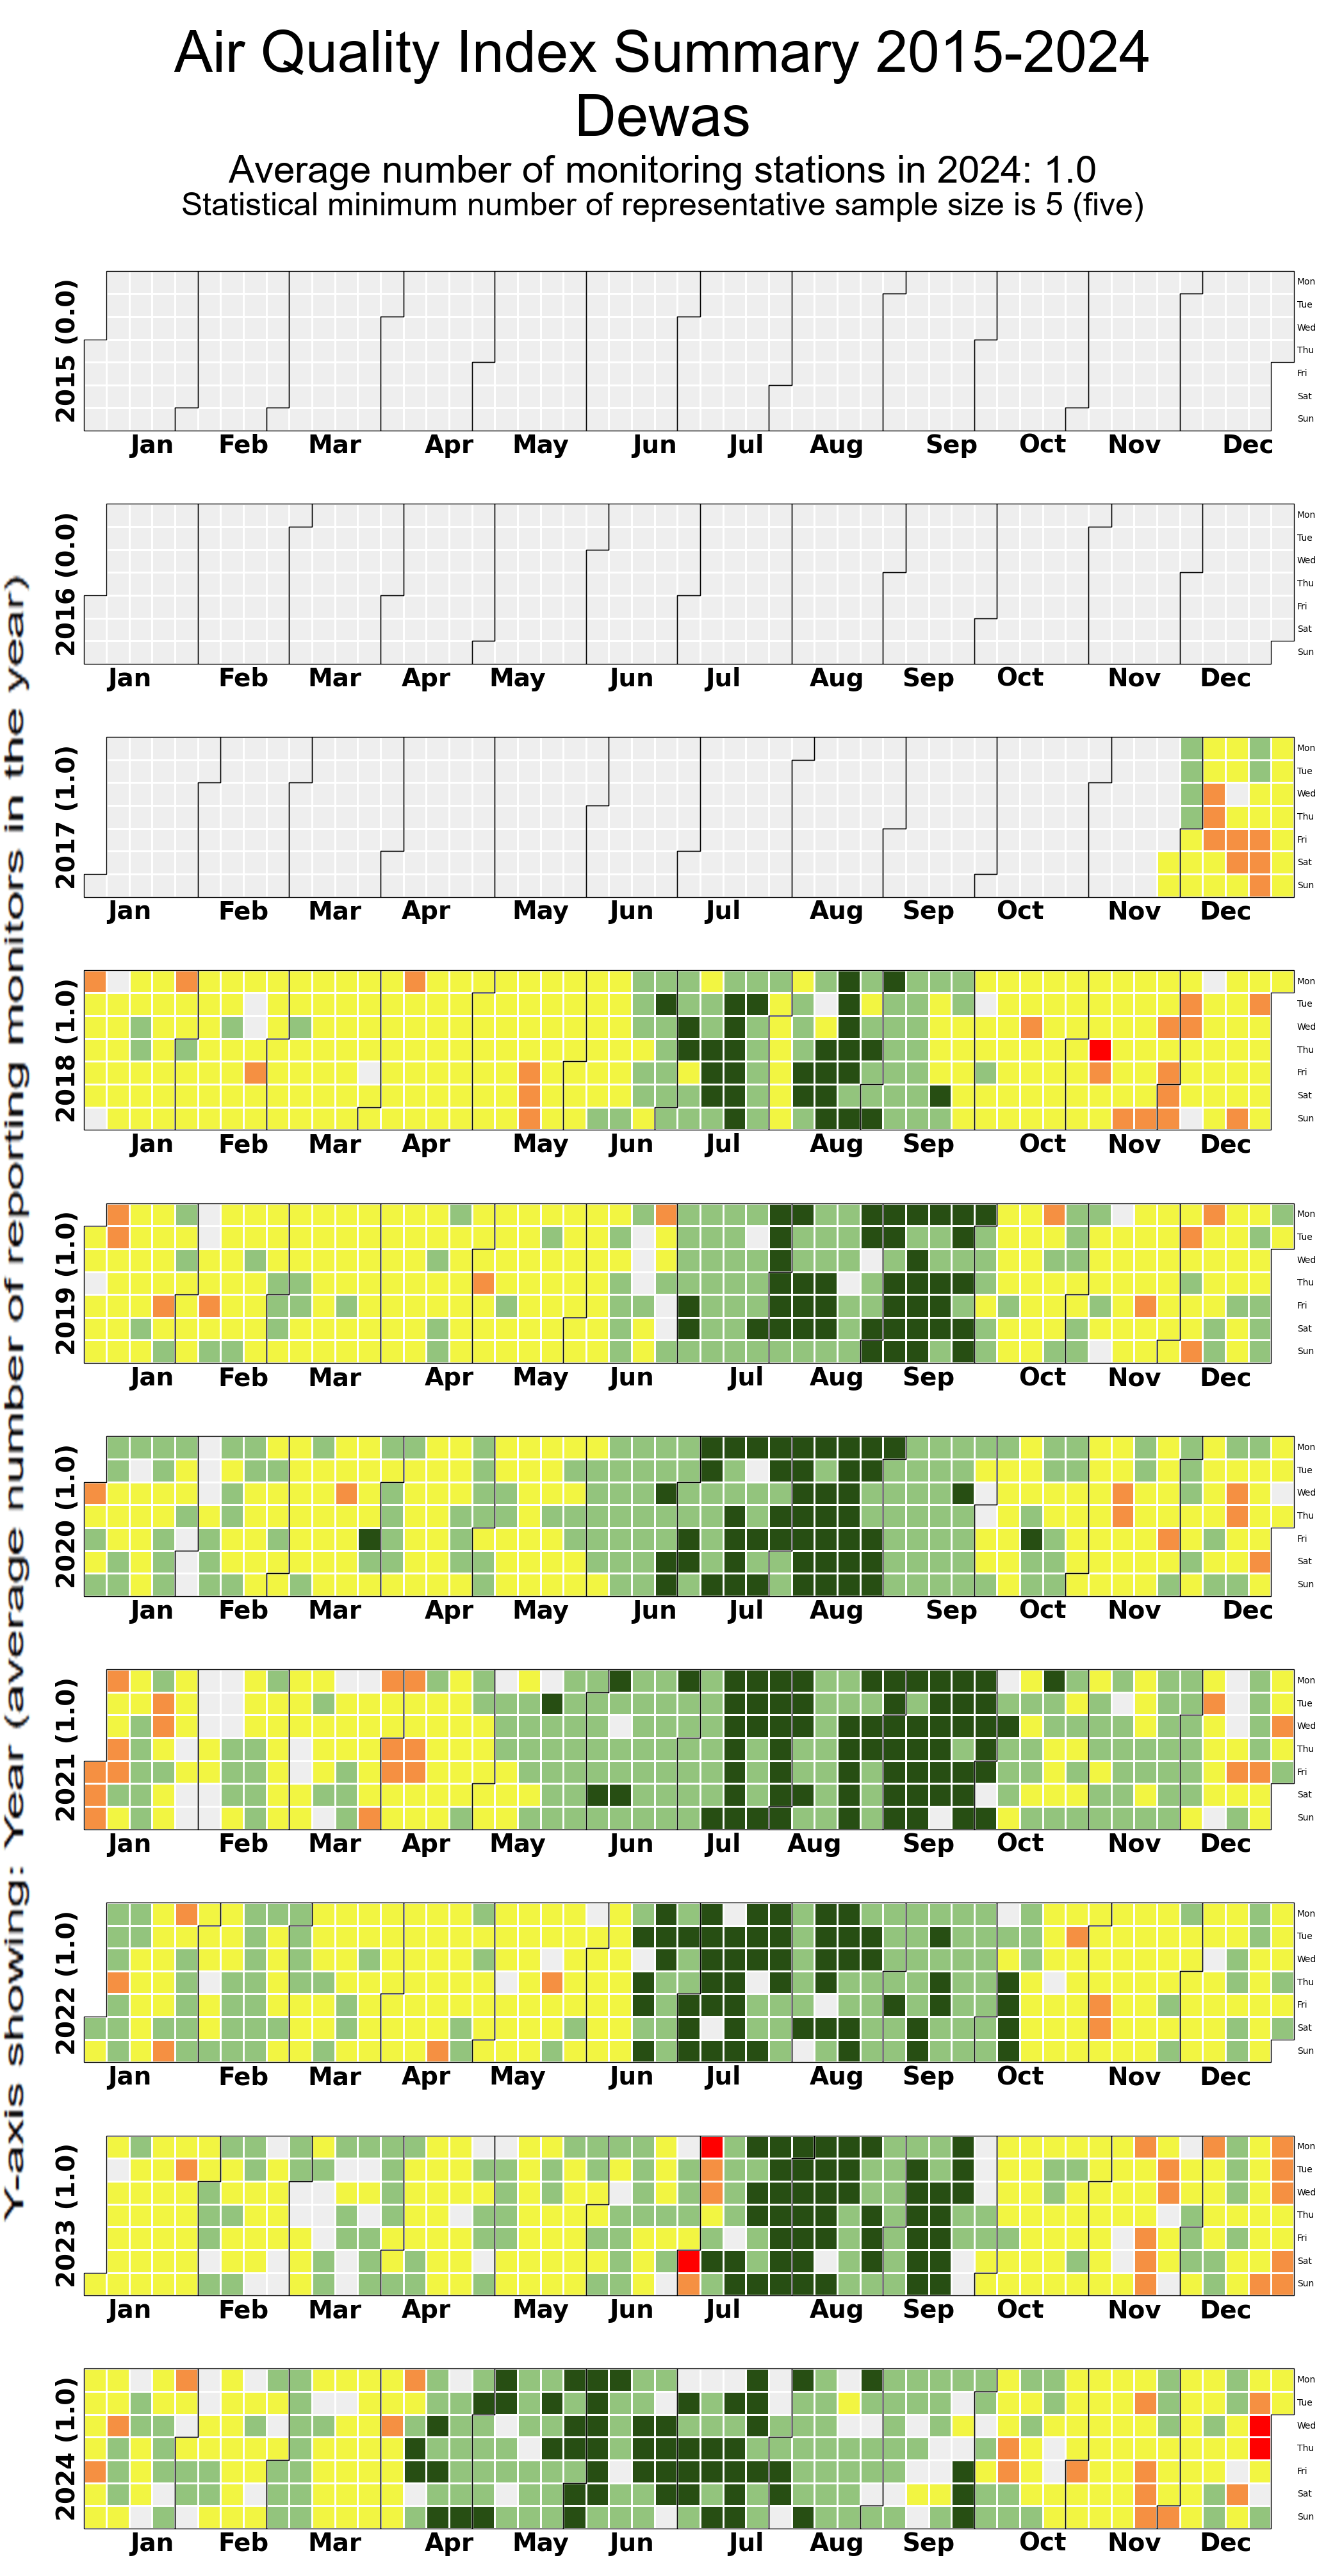 Air Quality Index Summary 2015-2024
Dewas
Average number of monitoring stations in 2024: 1.0
Statistical minimum number of representative sample size is 5 (five)
Y-axis showing: Year (average number of reporting monitors in the year)
2015 (0.0)
Mon
Tue
Wed
Thu
Fri
Sat
Sun
Jan Feb Mar Apr May Jun Jul Aug Sep Oct Nov Dec
2016 (0.0)
Mon
Tue
Wed
Thu
Fri
Sat
Sun
Jan Feb Mar Apr May Jun Jul Aug Sep Oct Nov Dec
2017 (1.0)
Mon
Tue
Wed
Thu
Fri
Sat
Sun
Jan Feb Mar Apr May Jun Jul Aug Sep Oct Nov Dec
2018 (1.0)
Mon
Tue
Wed
Thu
Fri
Sat
Sun
Jan Feb Mar Apr May Jun Jul Aug Sep Oct Nov Dec
2019 (1.0)
Mon
Tue
Wed
Thu
Fri
Sat
Sun
Jan Feb Mar Apr May Jun Jul Aug Sep Oct Nov Dec
2020 (1.0)
Mon
Tue
Wed
Thu
Fri
Sat
Sun
Jan Feb Mar Apr May Jun Jul Aug Sep Oct Nov Dec
2021 (1.0)
Mon
Tue
Wed
Thu
Fri
Sat
Sun
Jan Feb Mar Apr May Jun Jul Aug Sep Oct Nov Dec
2022 (1.0)
Mon
Tue
Wed
Thu
Fri
Sat
Sun
Jan Feb Mar Apr May Jun Jul Aug Sep Oct Nov Dec
2023 (1.0)
Mon
Tue
Wed
Thu
Fri
Sat
Sun
Jan Feb Mar Apr May Jun Jul Aug Sep Oct Nov Dec
2024 (1.0)
Mon
Tue
Wed
Thu
Fri
Sat
Sun
Jan Feb Mar Apr May Jun Jul Aug Sep Oct Nov Dec